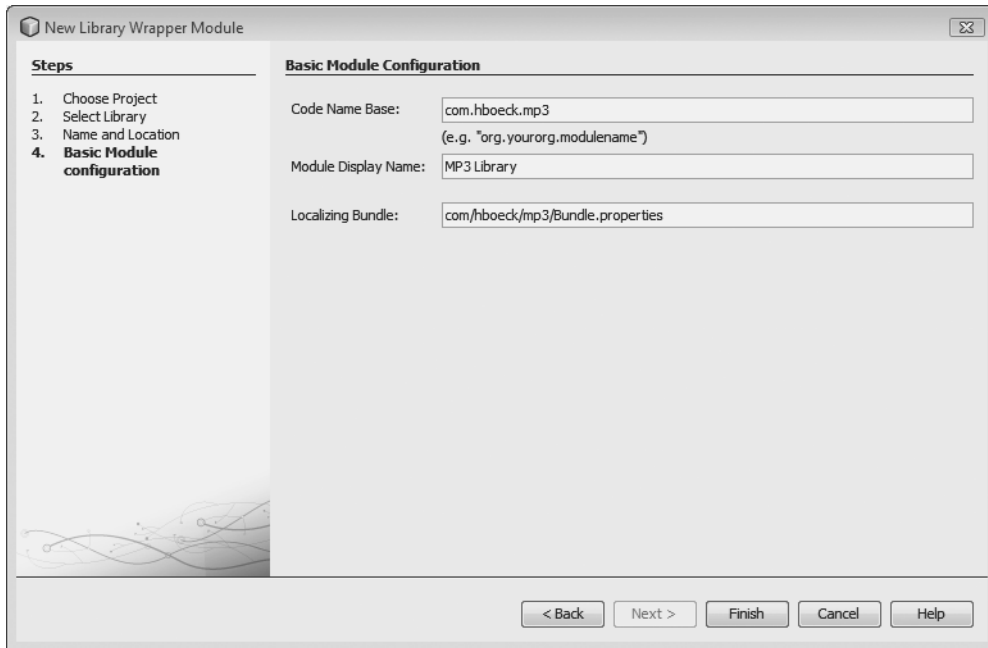 New Library Wrapper Module
Steps
1. Choose Project
2. Select Library
3. Name and Location
4. Basic Module
configuration
Basic Module Configuration
Code Name Base: com.hboeck.mp3
(e.g. "org.yourorg.modulename")
Module Display Name: MP3 Library
Localizing Bundle: com/hboeck/mp3/Bundle.properties
< Back Next > Finish Cancel Help